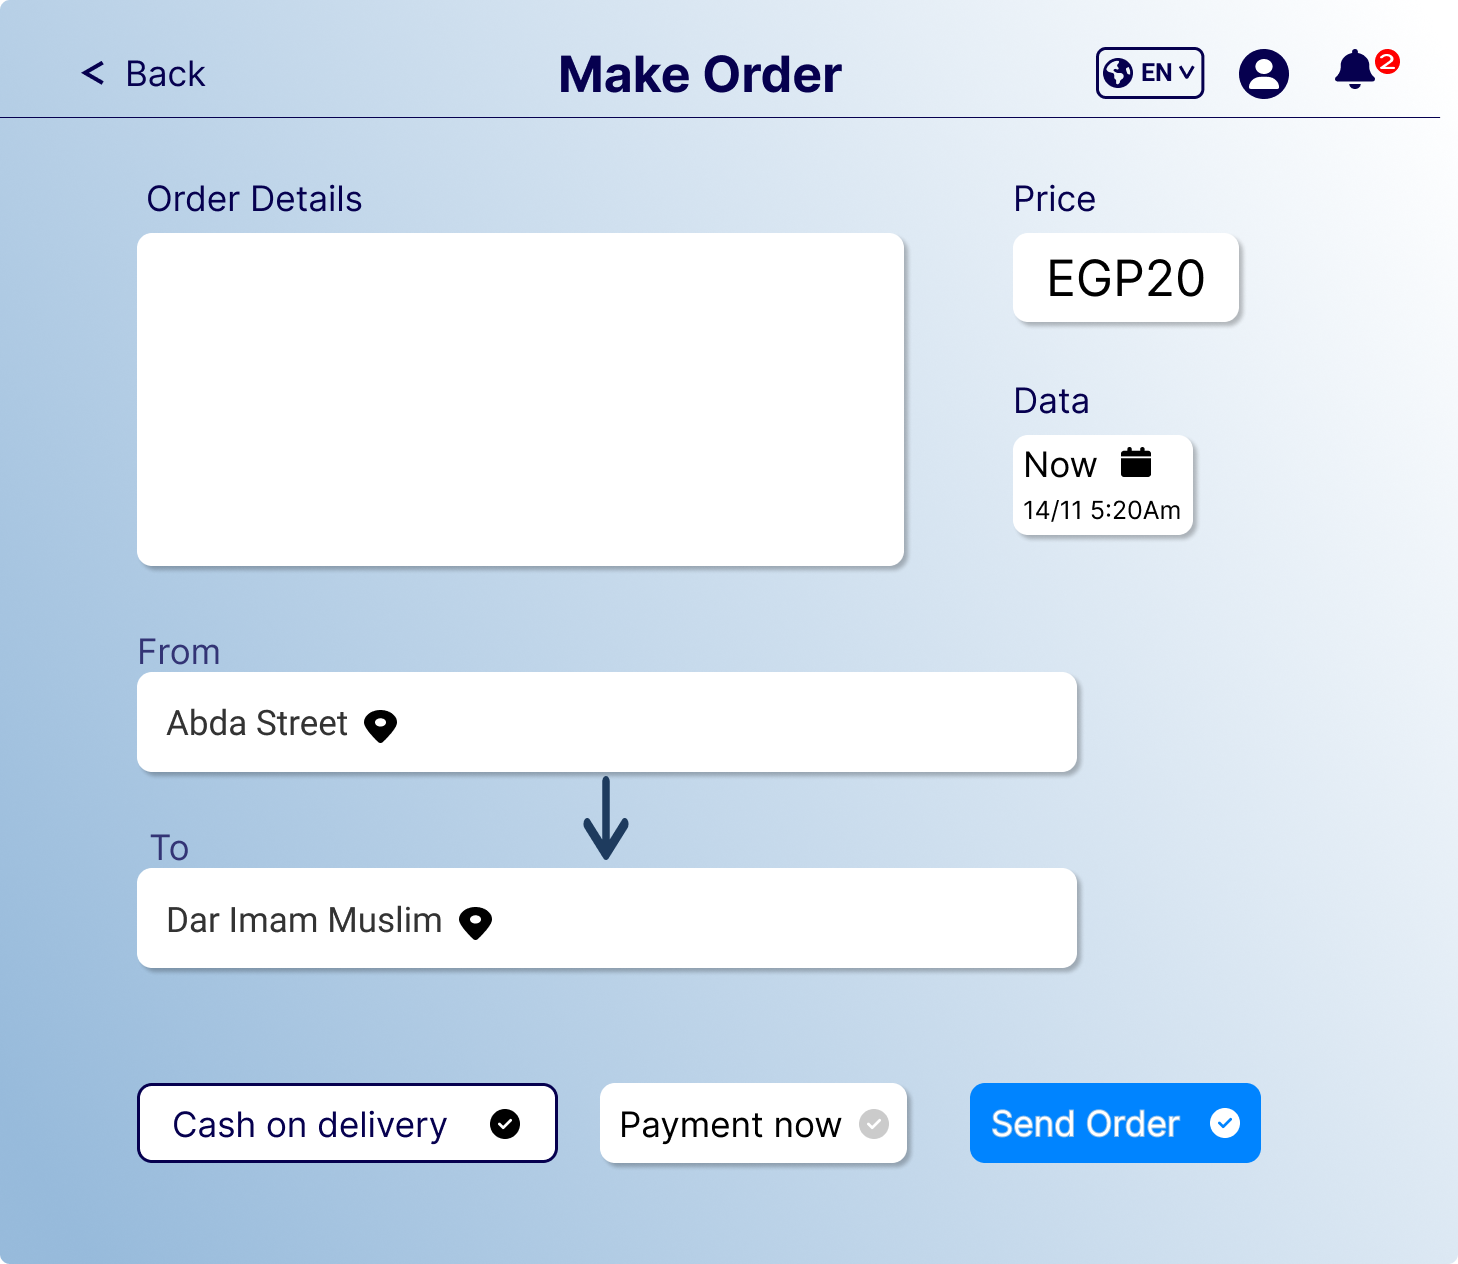 < Back
Make Order
EN
2
Order Details
Price
EGP20
Data
Now
14/11 5:20Am
From
Abda Street
To
Dar Imam Muslim
Cash on delivery
Payment now
Send Order